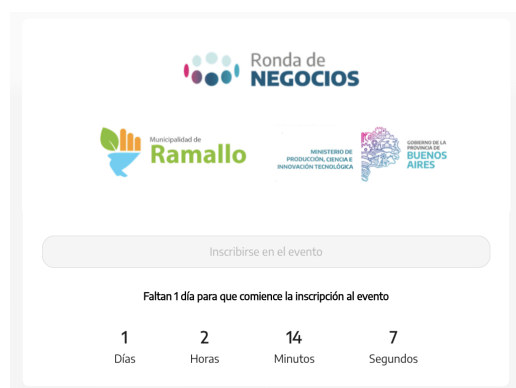 Ronda de
NEGOCIOS
Municipalidad de
Ramallo
MINISTERIO DE
PRODUCCIÓN, CIENCIA E
INNOVACIÓN TECNOLÓGICA
GOBIERNO DE LA
PROVINCIA DE
BUENOS
AIRES
Inscribirse en el evento
Faltan 1 día para que comience la inscripción al evento
1 2 14 7
Días Horas Minutos Segundos